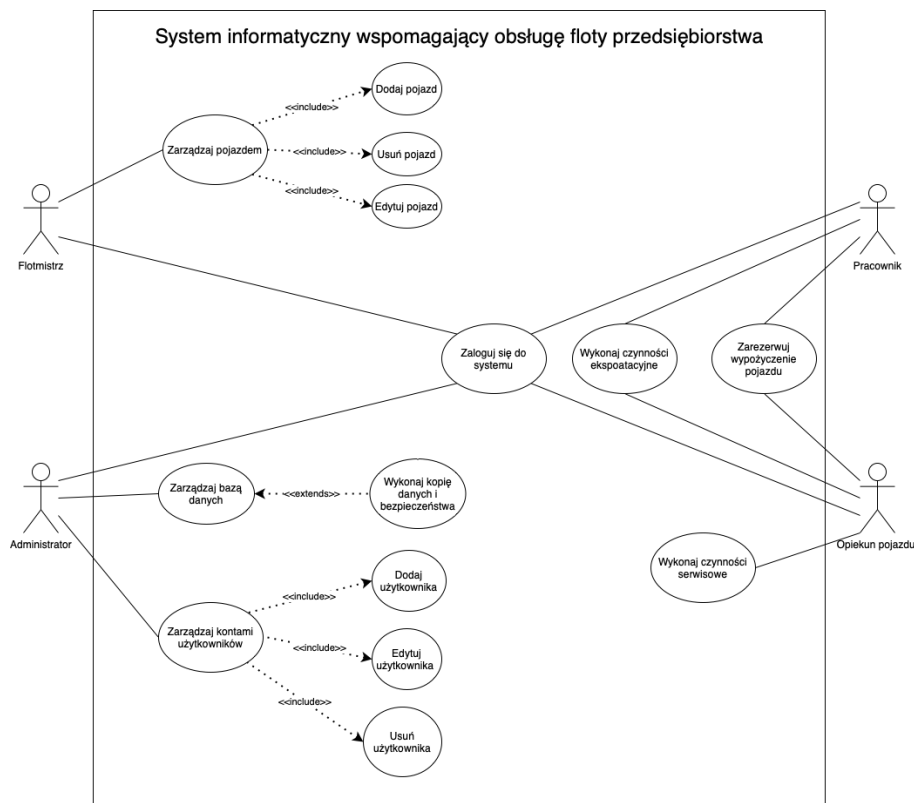 System informatyczny wspomagający obsługę floty przedsiębiorstwa
Dodaj pojazd
<<include>>
Zarządzaj pojazdem
<<include>>
Usuń pojazd
<<include>>
Edytuj pojazd
Flotmistrz
Pracownik
Zaloguj się do
systemu
Wykonaj czynności
ekspoatacyjne
Zarezerwuj
wypożyczenie
pojazdu
Zarządzaj bazą
danych
<<extends>>
Wykonaj kopię
danych i
bezpieczeństwa
Administrator
Opiekun pojazdu
Wykonaj czynności
serwisowe
Dodaj
użytkownika
<<include>>
Zarządzaj kontami
użytkowników
<<include>>
Edytuj
użytkownika
<<include>>
Usuń
użytkownika